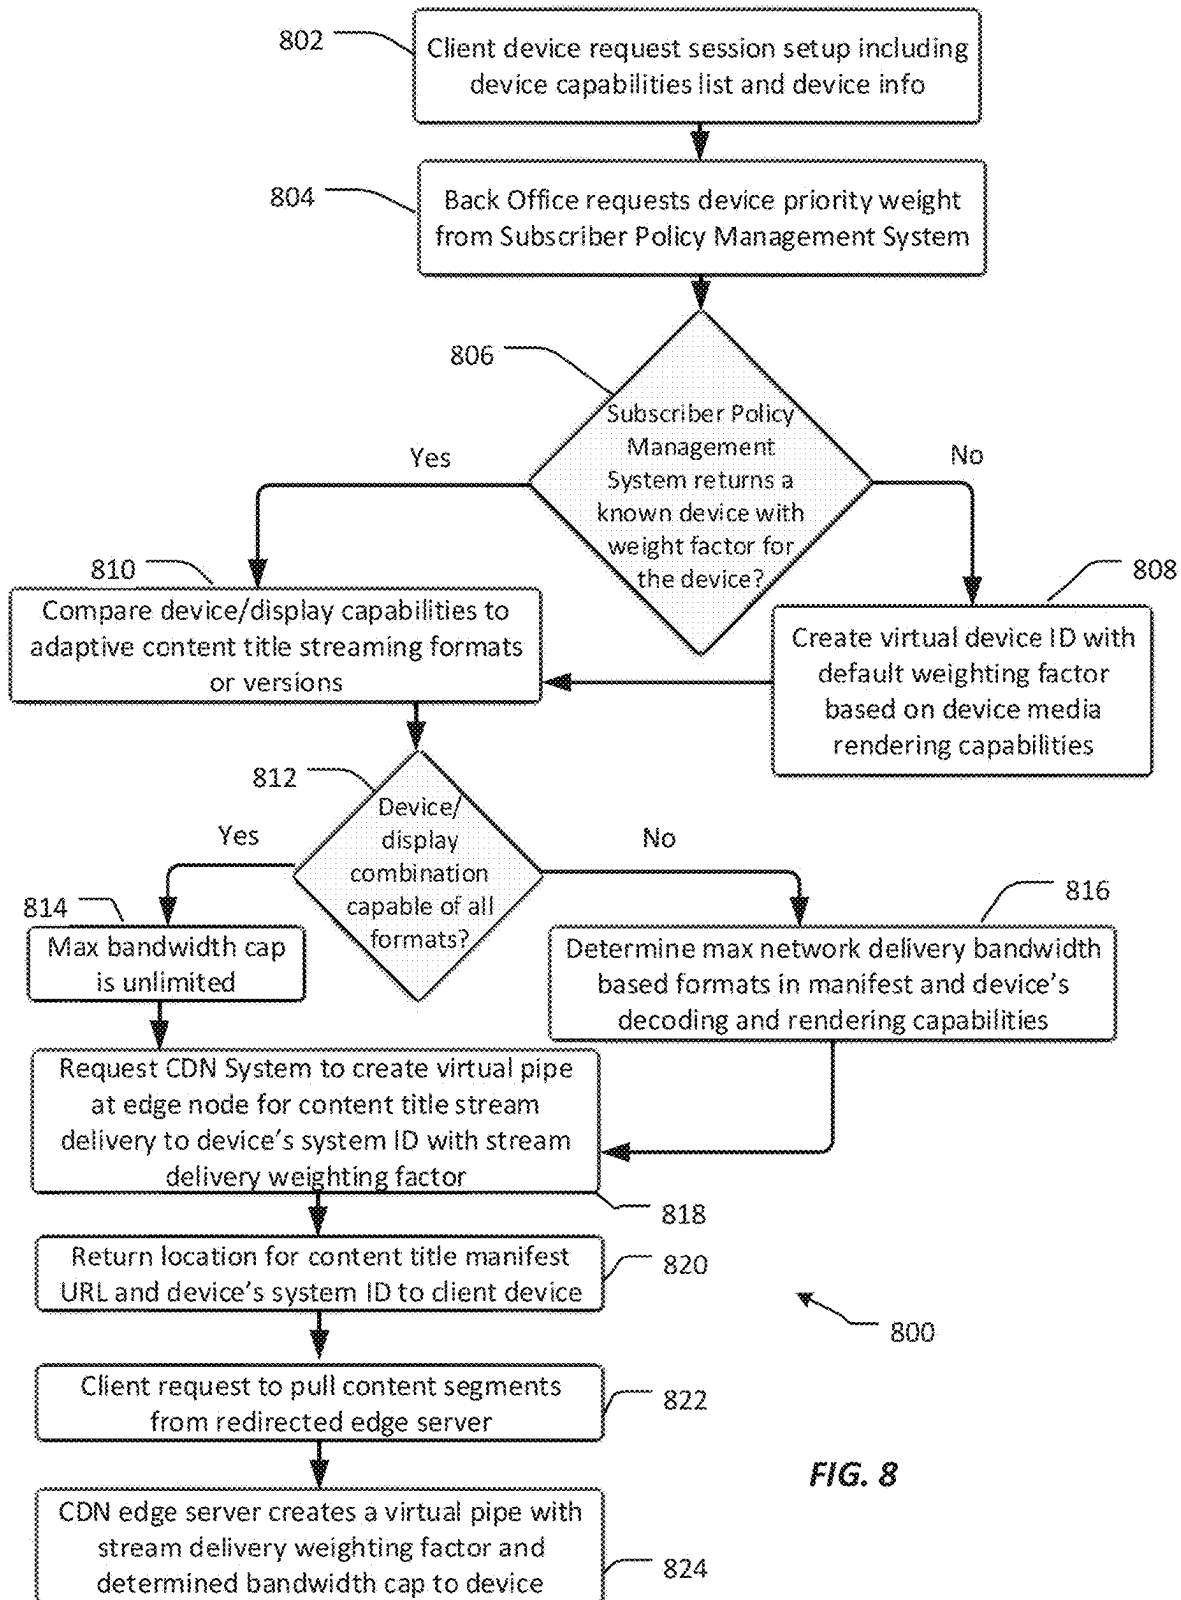 802
Client device request session setup including
device capabilities list and device info
804
Back Office requests device priority weight
from Subscriber Policy Management System
806
Subscriber Policy
Management
System returns a
known device with
weight factor for
the device?
Yes
No
810
Compare device/display capabilities to
adaptive content title streaming formats
or versions
808
Create virtual device ID with
default weighting factor
based on device media
rendering capabilities
812
Device/
display
combination
capable of all
formats?
Yes
No
814
Max bandwidth cap
is unlimited
816
Determine max network delivery bandwidth
based formats in manifest and device's
decoding and rendering capabilities
Request CDN System to create virtual pipe
at edge node for content title stream
delivery to device's system ID with stream
delivery weighting factor
818
Return location for content title manifest
URL and device's system ID to client device
820
800
Client request to pull content segments
from redirected edge server
822
FIG. 8
CDN edge server creates a virtual pipe with
stream delivery weighting factor and
determined bandwidth cap to device
824